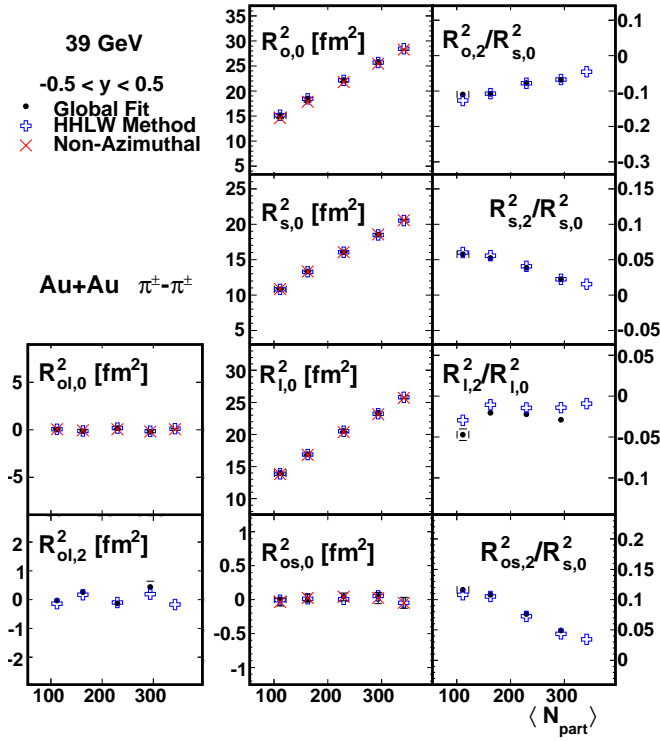 39 GeV
-0.5 < y < 0.5
Global Fit
HHLW Method
Non-Azimuthal
Au+Au π±-π±
R²o,0 [fm²]
35
30
25
20
15
10
5
R²o,2/R²s,0
0.1
0
-0.1
-0.2
-0.3
R²s,0 [fm²]
25
20
15
10
5
R²s,2/R²s,0
0.15
0.1
0.05
0
-0.05
R²ol,0 [fm²]
5
0
-5
R²l,0 [fm²]
30
25
20
15
10
R²l,2/R²l,0
0.05
0
-0.05
-0.1
R²ol,2 [fm²]
2
1
0
-1
-2
R²os,0 [fm²]
1
0.5
0
-0.5
-1
R²os,2/R²s,0
0.2
0.15
0.1
0.05
0
100 200 300
100 200 300
100 200 300
⟨ Npart ⟩